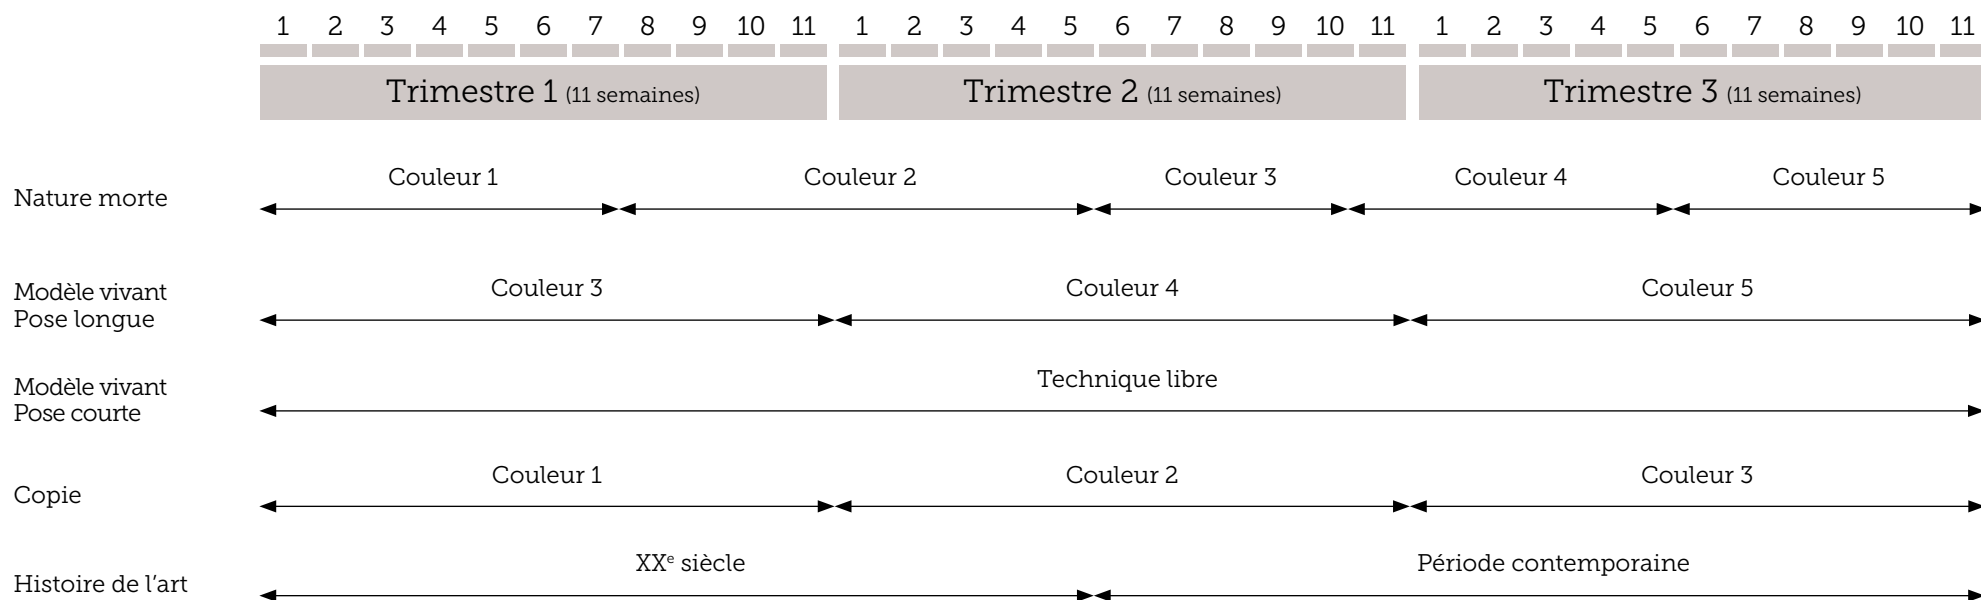 1 2 3 4 5 6 7 8 9 10 11 1 2 3 4 5 6 7 8 9 10 11 1 2 3 4 5 6 7 8 9 10 11
Trimestre 1 (11 semaines) Trimestre 2 (11 semaines) Trimestre 3 (11 semaines)
Nature morte
Couleur 1 Couleur 2 Couleur 3 Couleur 4 Couleur 5
Modèle vivant
Pose longue
Couleur 3 Couleur 4 Couleur 5
Modèle vivant
Pose courte
Technique libre
Copie
Couleur 1 Couleur 2 Couleur 3
Histoire de l'art
XXe siècle Période contemporaine